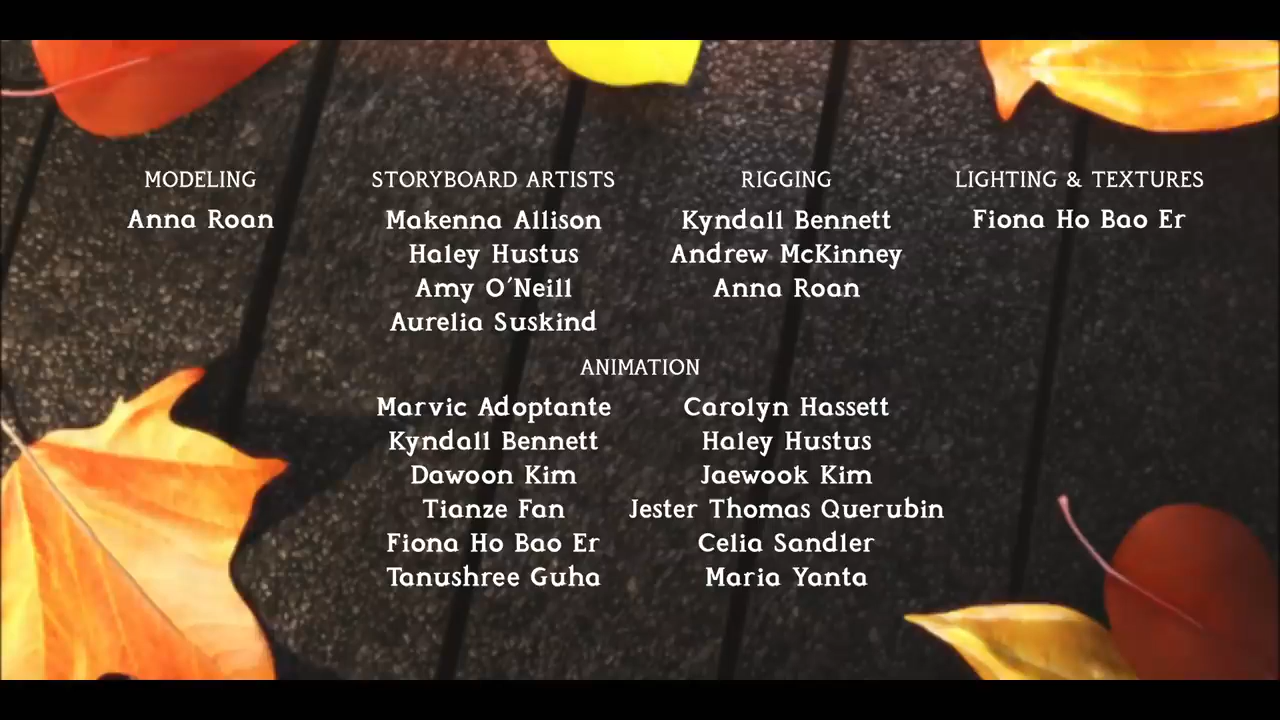 MODELING
Anna Roan
STORYBOARD ARTISTS
Makenna Allison
Haley Hustus
Amy O'Neill
Aurelia Suskind
RIGGING
Kyndall Bennett
Andrew McKinney
Anna Roan
LIGHTING & TEXTURES
Fiona Ho Bao Er
ANIMATION
Marvic Adoptante
Kyndall Bennett
Dawoon Kim
Tianze Fan
Fiona Ho Bao Er
Tanushree Guha
Carolyn Hassett
Haley Hustus
Jaewook Kim
Jester Thomas Querubin
Celia Sandler
Maria Yanta